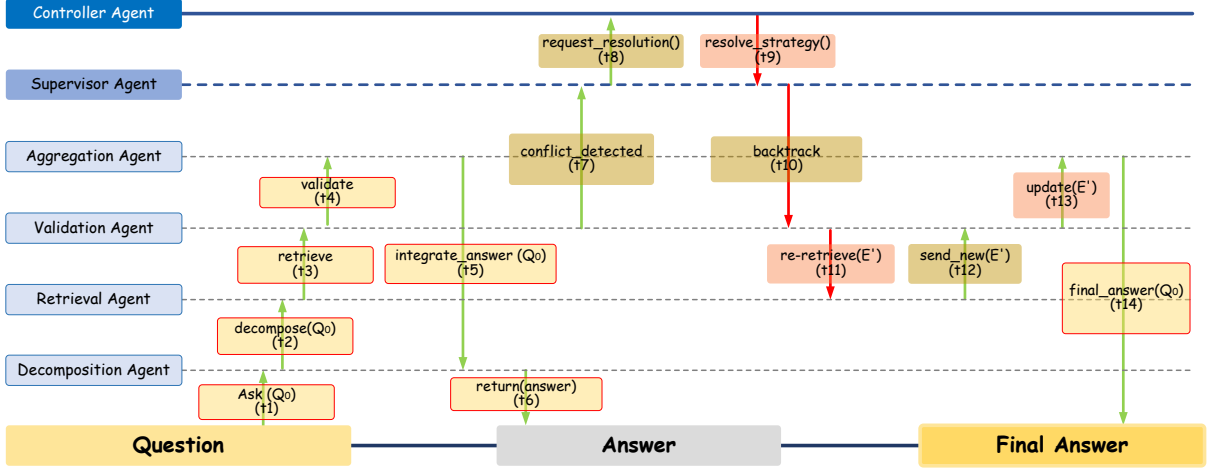 Controller Agent
request_resolution()
(t8)
resolve_strategy()
(t9)
Supervisor Agent
Aggregation Agent
conflict_detected
(t7)
backtrack
(t10)
validate
(t4)
update(E')
(t13)
Validation Agent
retrieve
(t3)
integrate_answer (Q₀)
(t5)
re-retrieve(E')
(t11)
send_new(E')
(t12)
Retrieval Agent
final_answer(Q₀)
(t14)
decompose(Q₀)
(t2)
Decomposition Agent
Ask (Q₀)
(t1)
return(answer)
(t6)
Question
Answer
Final Answer